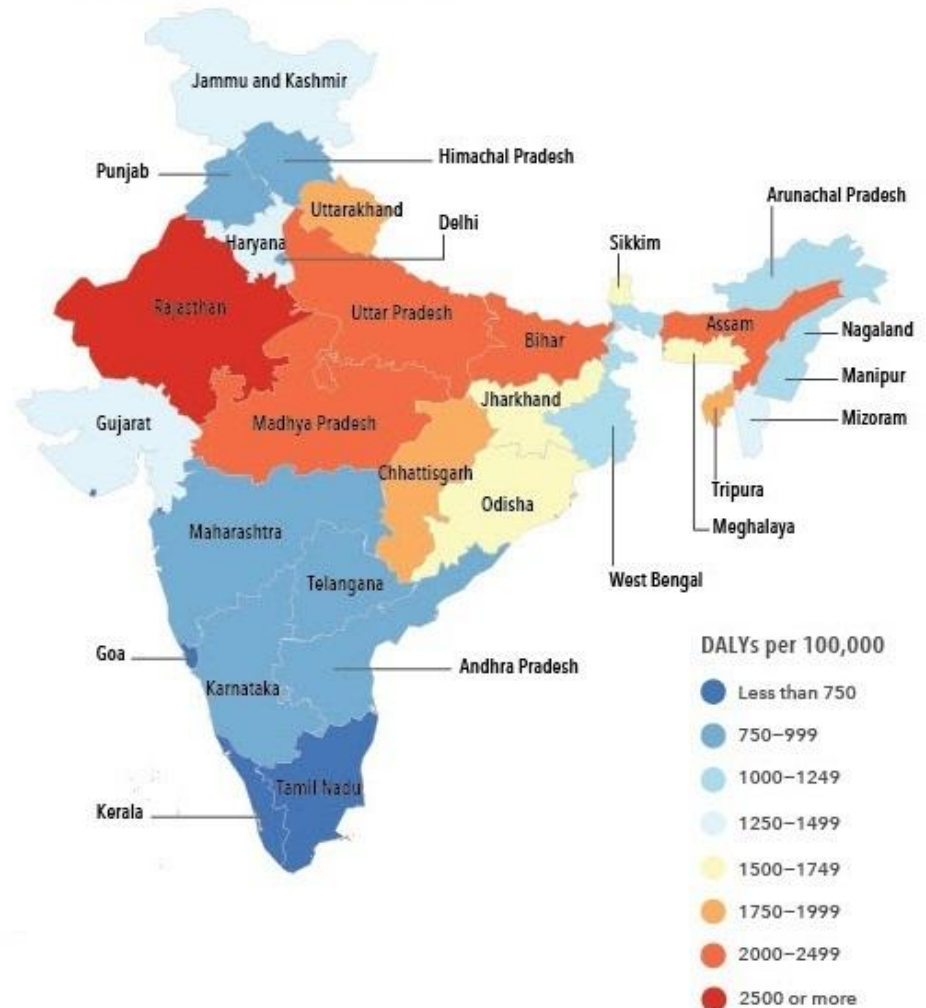 Jammu and Kashmir
Himachal Pradesh
Punjab
Arunachal Pradesh
Uttarakhand
Delhi
Haryana
Sikkim
Rajasthan
Uttar Pradesh
Assam
Nagaland
Bihar
Manipur
Jharkhand
Mizoram
Gujarat
Madhya Pradesh
Chhattisgarh
Tripura
Odisha
Meghalaya
Maharashtra
Telangana
West Bengal
Goa
Andhra Pradesh
Karnataka
Tamil Nadu
Kerala
DALYs per 100,000
Less than 750
750–999
1000–1249
1250–1499
1500–1749
1750–1999
2000–2499
2500 or more